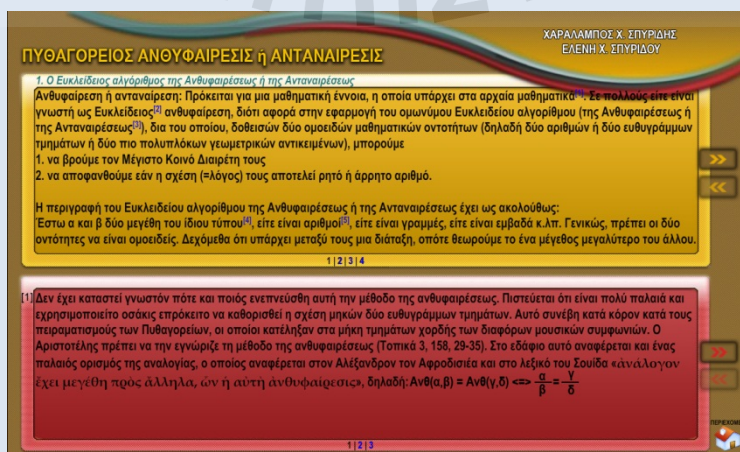 ΧΑΡΑΛΑΜΠΟΣ Χ. ΣΠΥΡΙΔΗΣ
ΕΛΕΝΗ Χ. ΣΠΥΡΙΔΟΥ
ΠΥΘΑΓΟΡΕΙΟΣ ΑΝΘΥΦΑΙΡΕΣΙΣ ή ΑΝΤΑΝΑΙΡΕΣΙΣ
1. Ο Ευκλείδειος αλγόριθμος της Ανθυφαιρέσεως ή της Ανταναιρέσεως
Ανθυφαίρεση ή ανταναίρεση: Πρόκειται για μια μαθηματική έννοια, η οποία υπάρχει στα αρχαία μαθηματικά[1]. Σε πολλούς είτε είναι
γνωστή ως Ευκλείδειος[2] ανθυφαίρεση, διότι αφορά στην εφαρμογή του ομωνύμου Ευκλειδείου αλγορίθμου (της Ανθυφαιρέσεως ή
της Ανταναιρέσεως[3]), δια του οποίου, δοθεισών δύο ομοειδών μαθηματικών οντοτήτων (δηλαδή δύο αριθμών ή δύο ευθυγράμμων
τμημάτων ή δύο πιο πολυπλόκων γεωμετρικών αντικειμένων), μπορούμε
1. να βρούμε τον Μέγιστο Κοινό Διαιρέτη τους
2. να αποφανθούμε εάν η σχέση (=λόγος) τους αποτελεί ρητό ή άρρητο αριθμό.
Η περιγραφή του Ευκλειδείου αλγορίθμου της Ανθυφαιρέσεως ή της Ανταναιρέσεως έχει ως ακολούθως:
Έστω α και β δύο μεγέθη του ίδιου τύπου[4], είτε είναι αριθμοί[5], είτε είναι γραμμές, είτε είναι εμβαδά κ.λπ. Γενικώς, πρέπει οι δύο
οντότητες να είναι ομοειδείς. Δεχόμεθα ότι υπάρχει μεταξύ τους μια διάταξη, οπότε θεωρούμε το ένα μέγεθος μεγαλύτερο του άλλου.
1 | 2 | 3 | 4
[1] Δεν έχει καταστεί γνωστόν πότε και ποιός ενεπνεύσθη αυτή την μέθοδο της ανθυφαιρέσεως. Πιστεύεται ότι είναι πολύ παλαιά και
εχρησιμοποιείτο οσάκις επρόκειτο να καθορισθεί η σχέση μηκών δύο ευθυγράμμων τμημάτων. Αυτό συνέβη κατά κόρον κατά τους
πειραματισμούς των Πυθαγορείων, οι οποίοι κατέληξαν στα μήκη τμημάτων χορδής των διαφόρων μουσικών συμφωνιών. Ο
Αριστοτέλης πρέπει να την εγνώριζε τη μέθοδο της ανθυφαιρέσεως (Τοπικά 3, 158, 29-35). Στο εδάφιο αυτό αναφέρεται και ένας
παλαιός ορισμός της αναλογίας, ο οποίος αναφέρεται στον Αλέξανδρον τον Αφροδισιέα και στο λεξικό του Σουίδα «ἀνάλογον
ἔχει μεγέθη πρὸς ἄλληλα, ὧν ἡ αὐτὴ ἀνθυφαίρεσις», δηλαδή: Ανθ(α,β) = Ανθ(γ,δ) <=> α/β = γ/δ
1 | 2 | 3